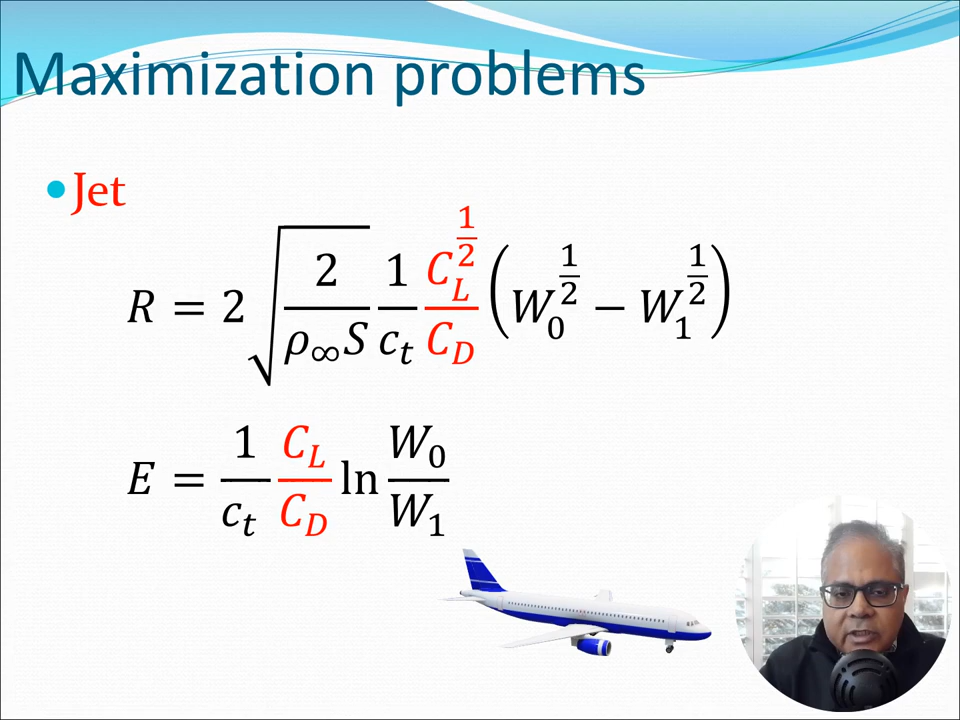 Maximization problems
Jet
R = 2 √(2/(ρ∞S)) (1/c_t) (C_L^(1/2)/C_D) (W_0^(1/2) − W_1^(1/2))
E = (1/c_t) (C_L/C_D) ln (W_0/W_1)